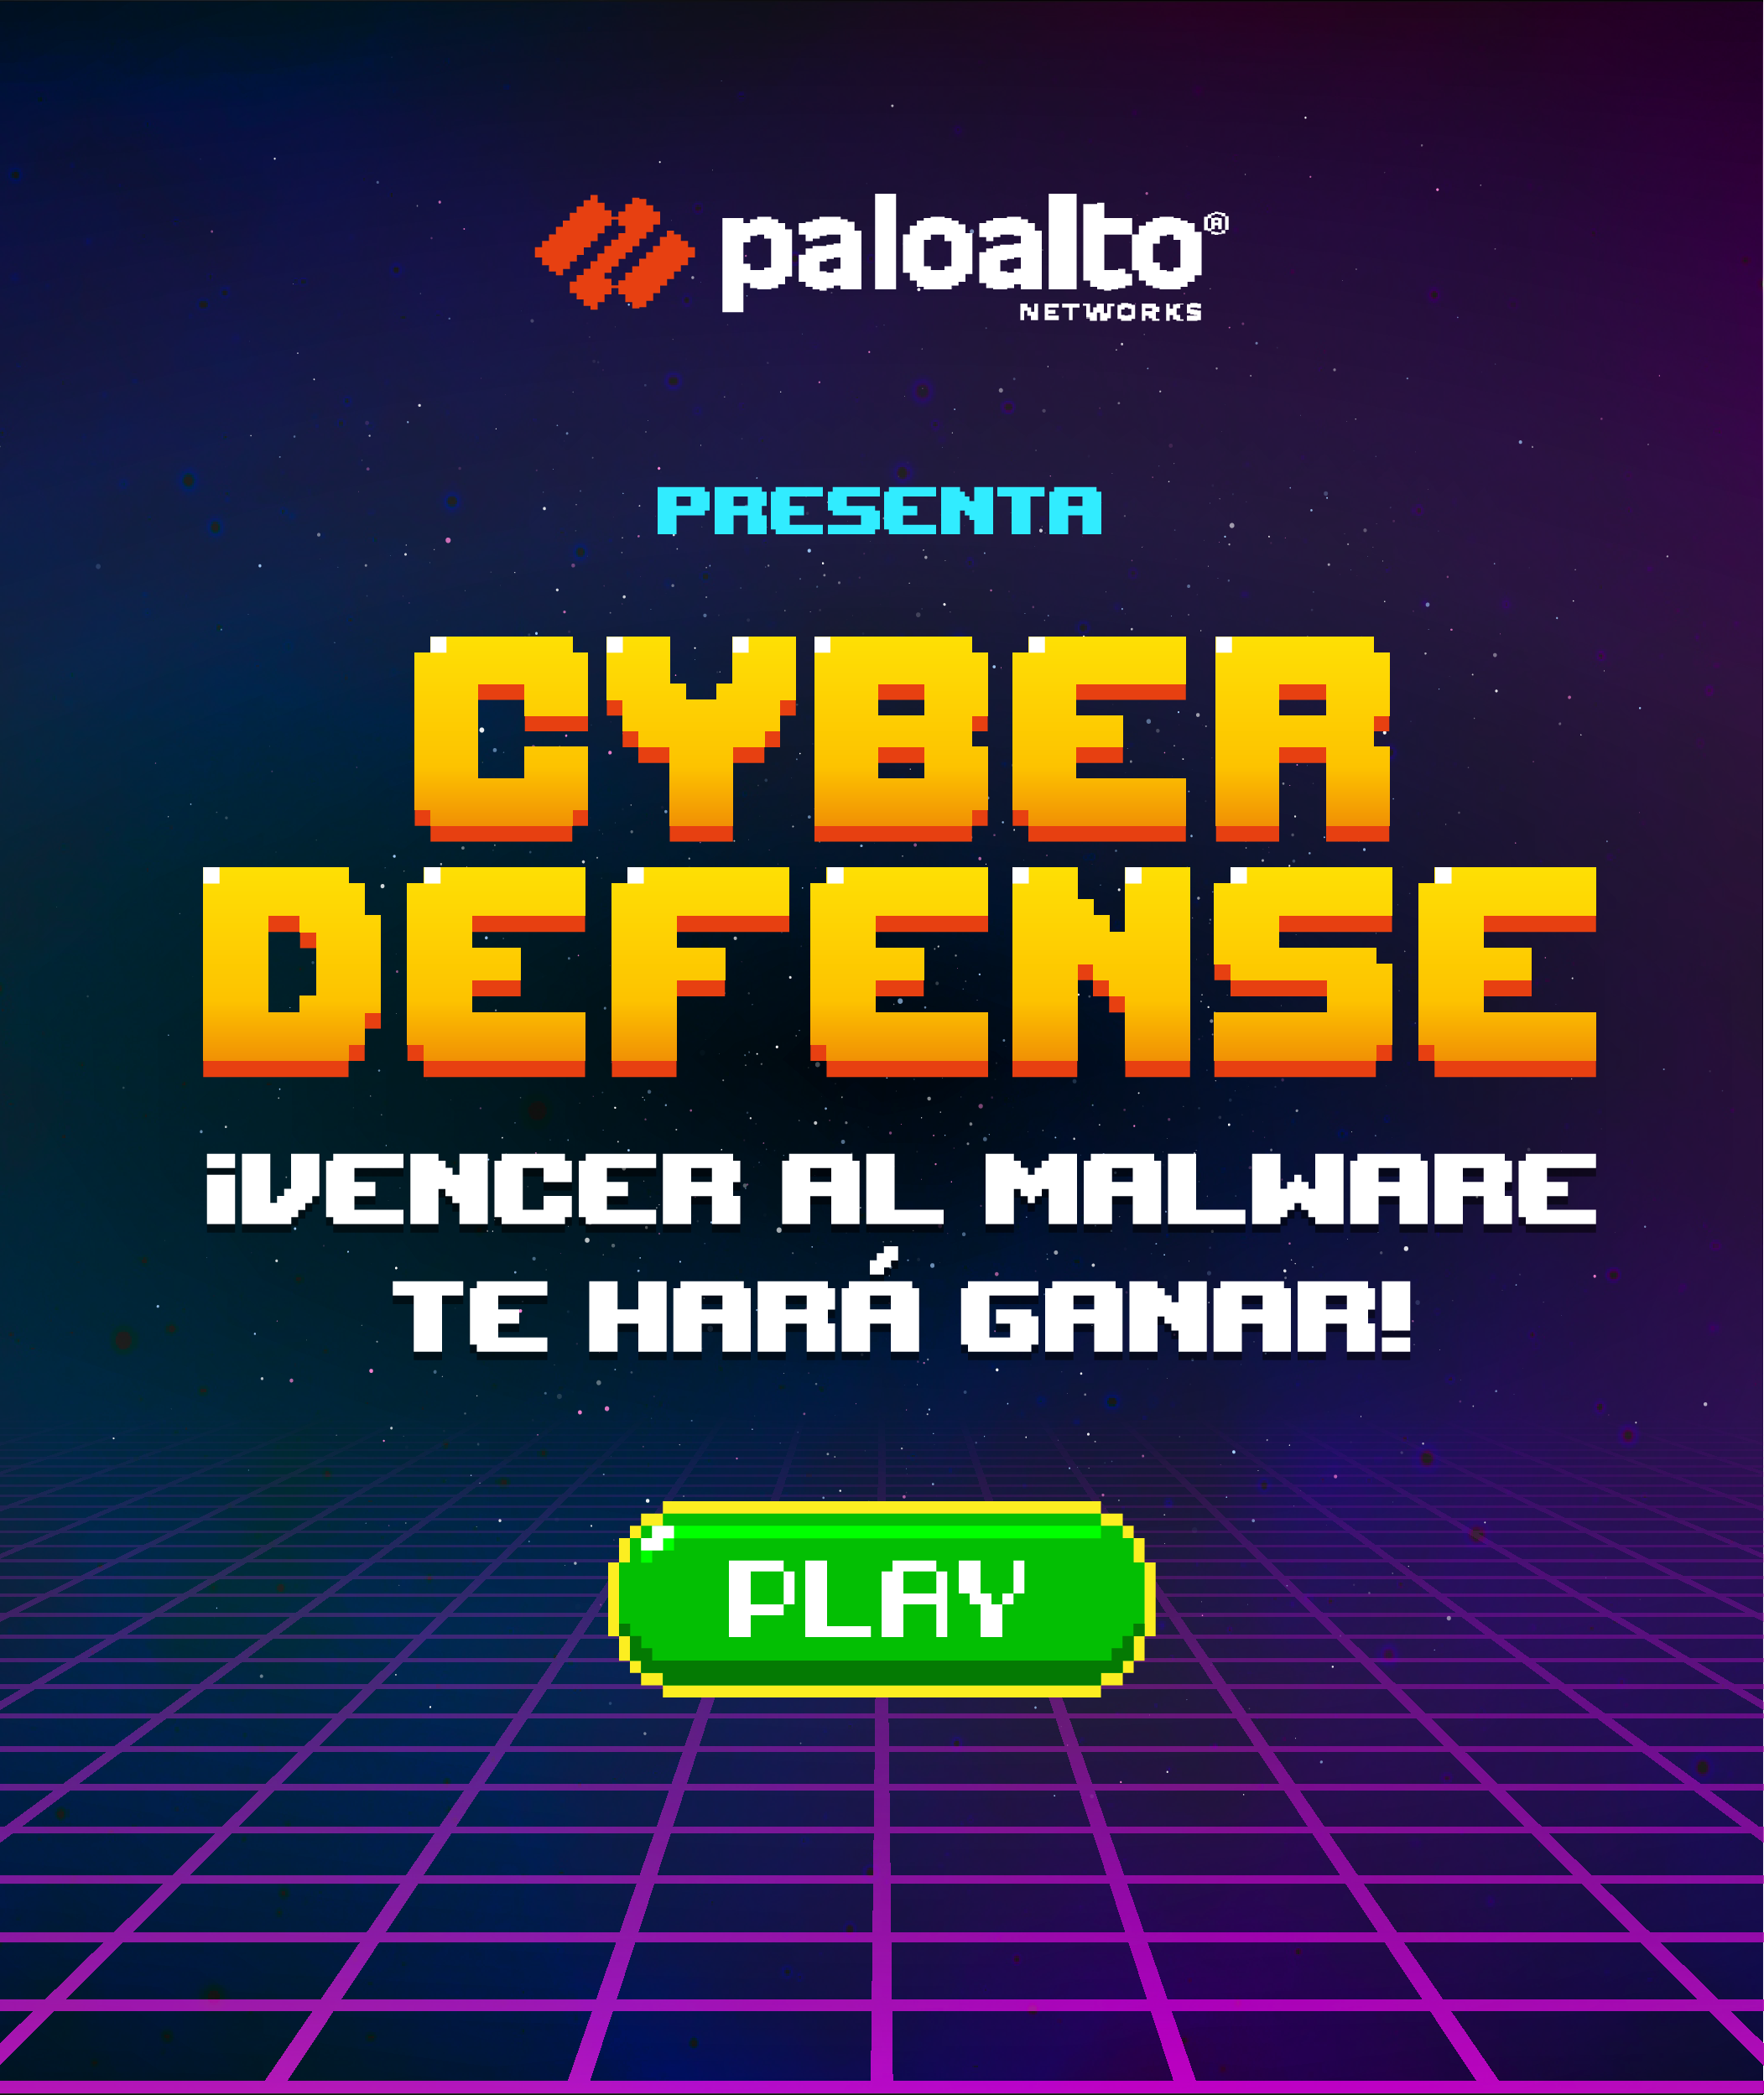 paloalto®
NETWORKS
PRESENTA
CYBER
DEFENSE
¡VENCER AL MALWARE
TE HARÁ GANAR!
PLAY